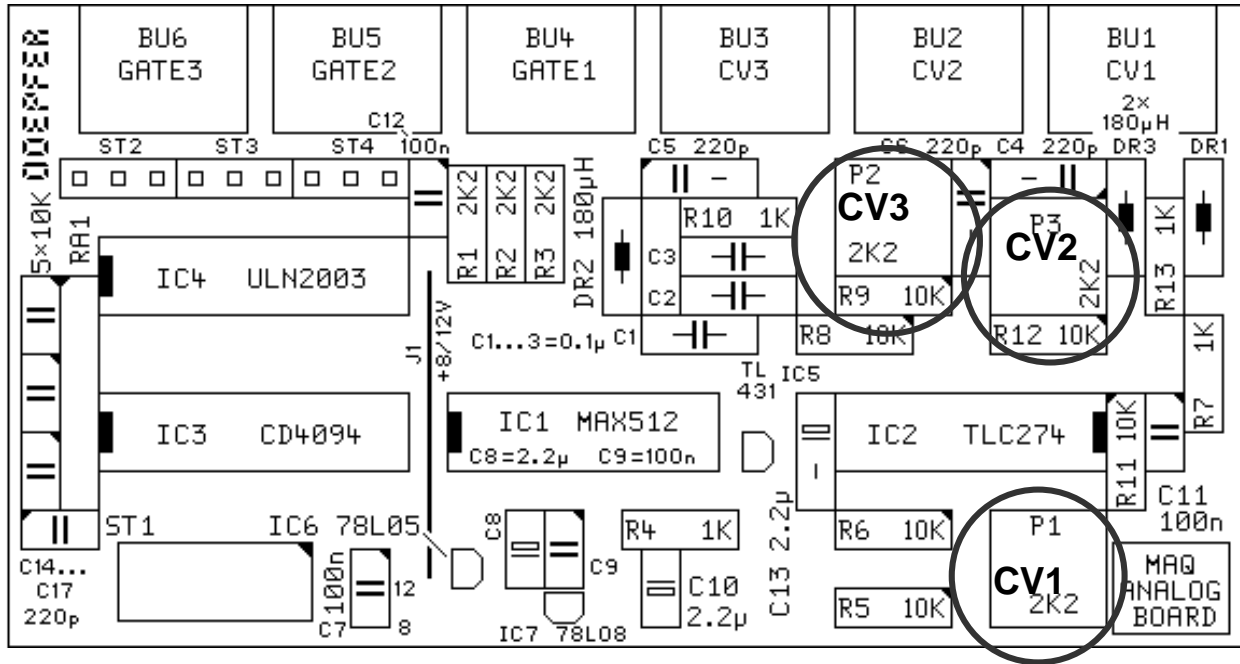 DOEPFER
BU6
GATE3
BU5
GATE2
BU4
GATE1
BU3
CV3
BU2
CV2
BU1
CV1
2×
180µH
C12
100n
ST2 ST3 ST4
C5 220p
C6 220p
C4 220p
DR3
DR1
5×10K
RA1
R1 2K2
R2 2K2
R3 2K2
DR2 180µH
R10 1K
P2
CV3
2K2
P3
CV2
2K2
R13 1K
IC4 ULN2003
C3
C2
R9 10K
J1
+8/12V
C1...3=0.1µ C1
R8 10K
R12 10K
R7 1K
TL
431
IC5
IC3 CD4094
IC1 MAX512
C8=2.2µ C9=100n
IC2 TLC274
R11 10K
C11
100n
ST1
IC6 78L05
C8
C9
R4 1K
C13 2.2µ
R6 10K
P1
CV1
2K2
MAQ
ANALOG
BOARD
C14...
C17
220p
C7 100n
12
8
IC7 78L08
C10
2.2µ
R5 10K